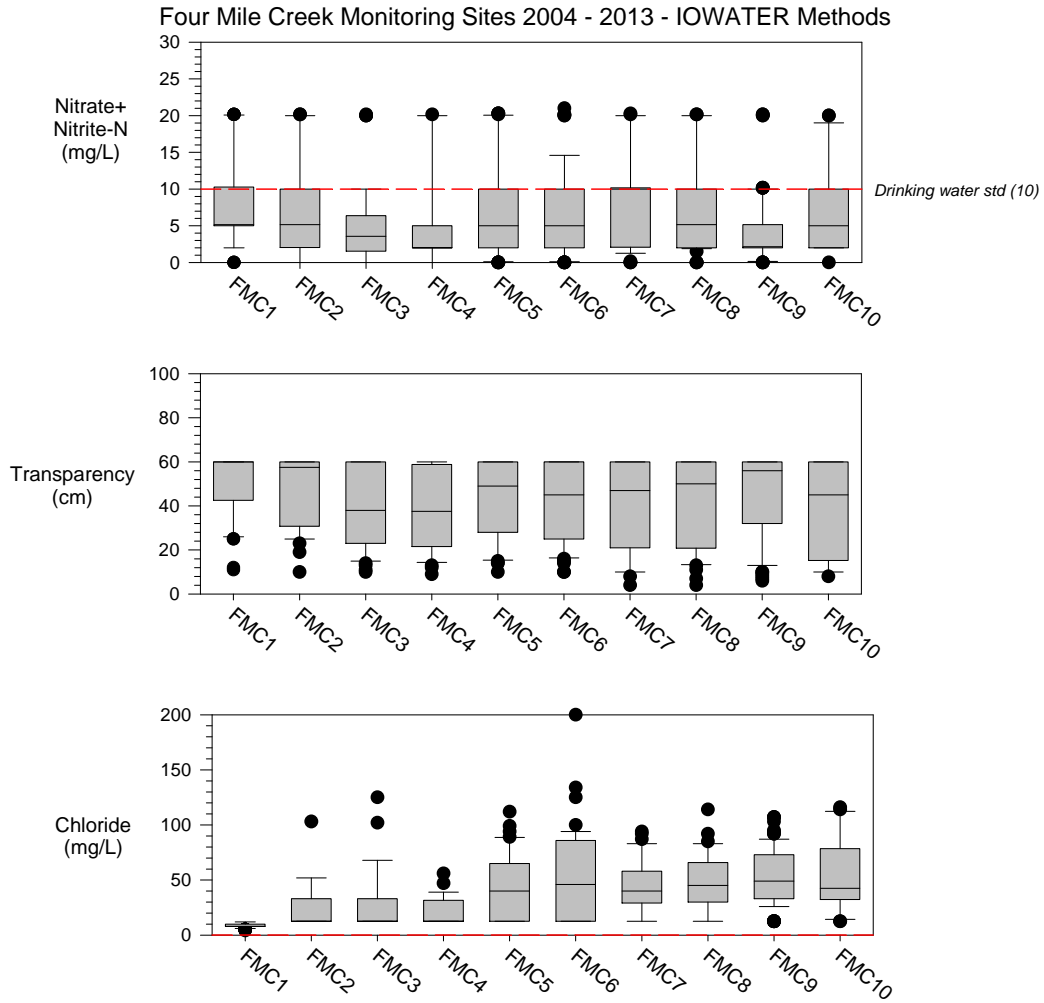 Four Mile Creek Monitoring Sites 2004 - 2013 - IOWATER Methods
30
25
20
15
10
5
0
Nitrate+
Nitrite-N
(mg/L)
Drinking water std (10)
FMC1
FMC2
FMC3
FMC4
FMC5
FMC6
FMC7
FMC8
FMC9
FMC10
100
80
60
40
20
0
Transparency
(cm)
FMC1
FMC2
FMC3
FMC4
FMC5
FMC6
FMC7
FMC8
FMC9
FMC10
200
150
100
50
0
Chloride
(mg/L)
FMC1
FMC2
FMC3
FMC4
FMC5
FMC6
FMC7
FMC8
FMC9
FMC10